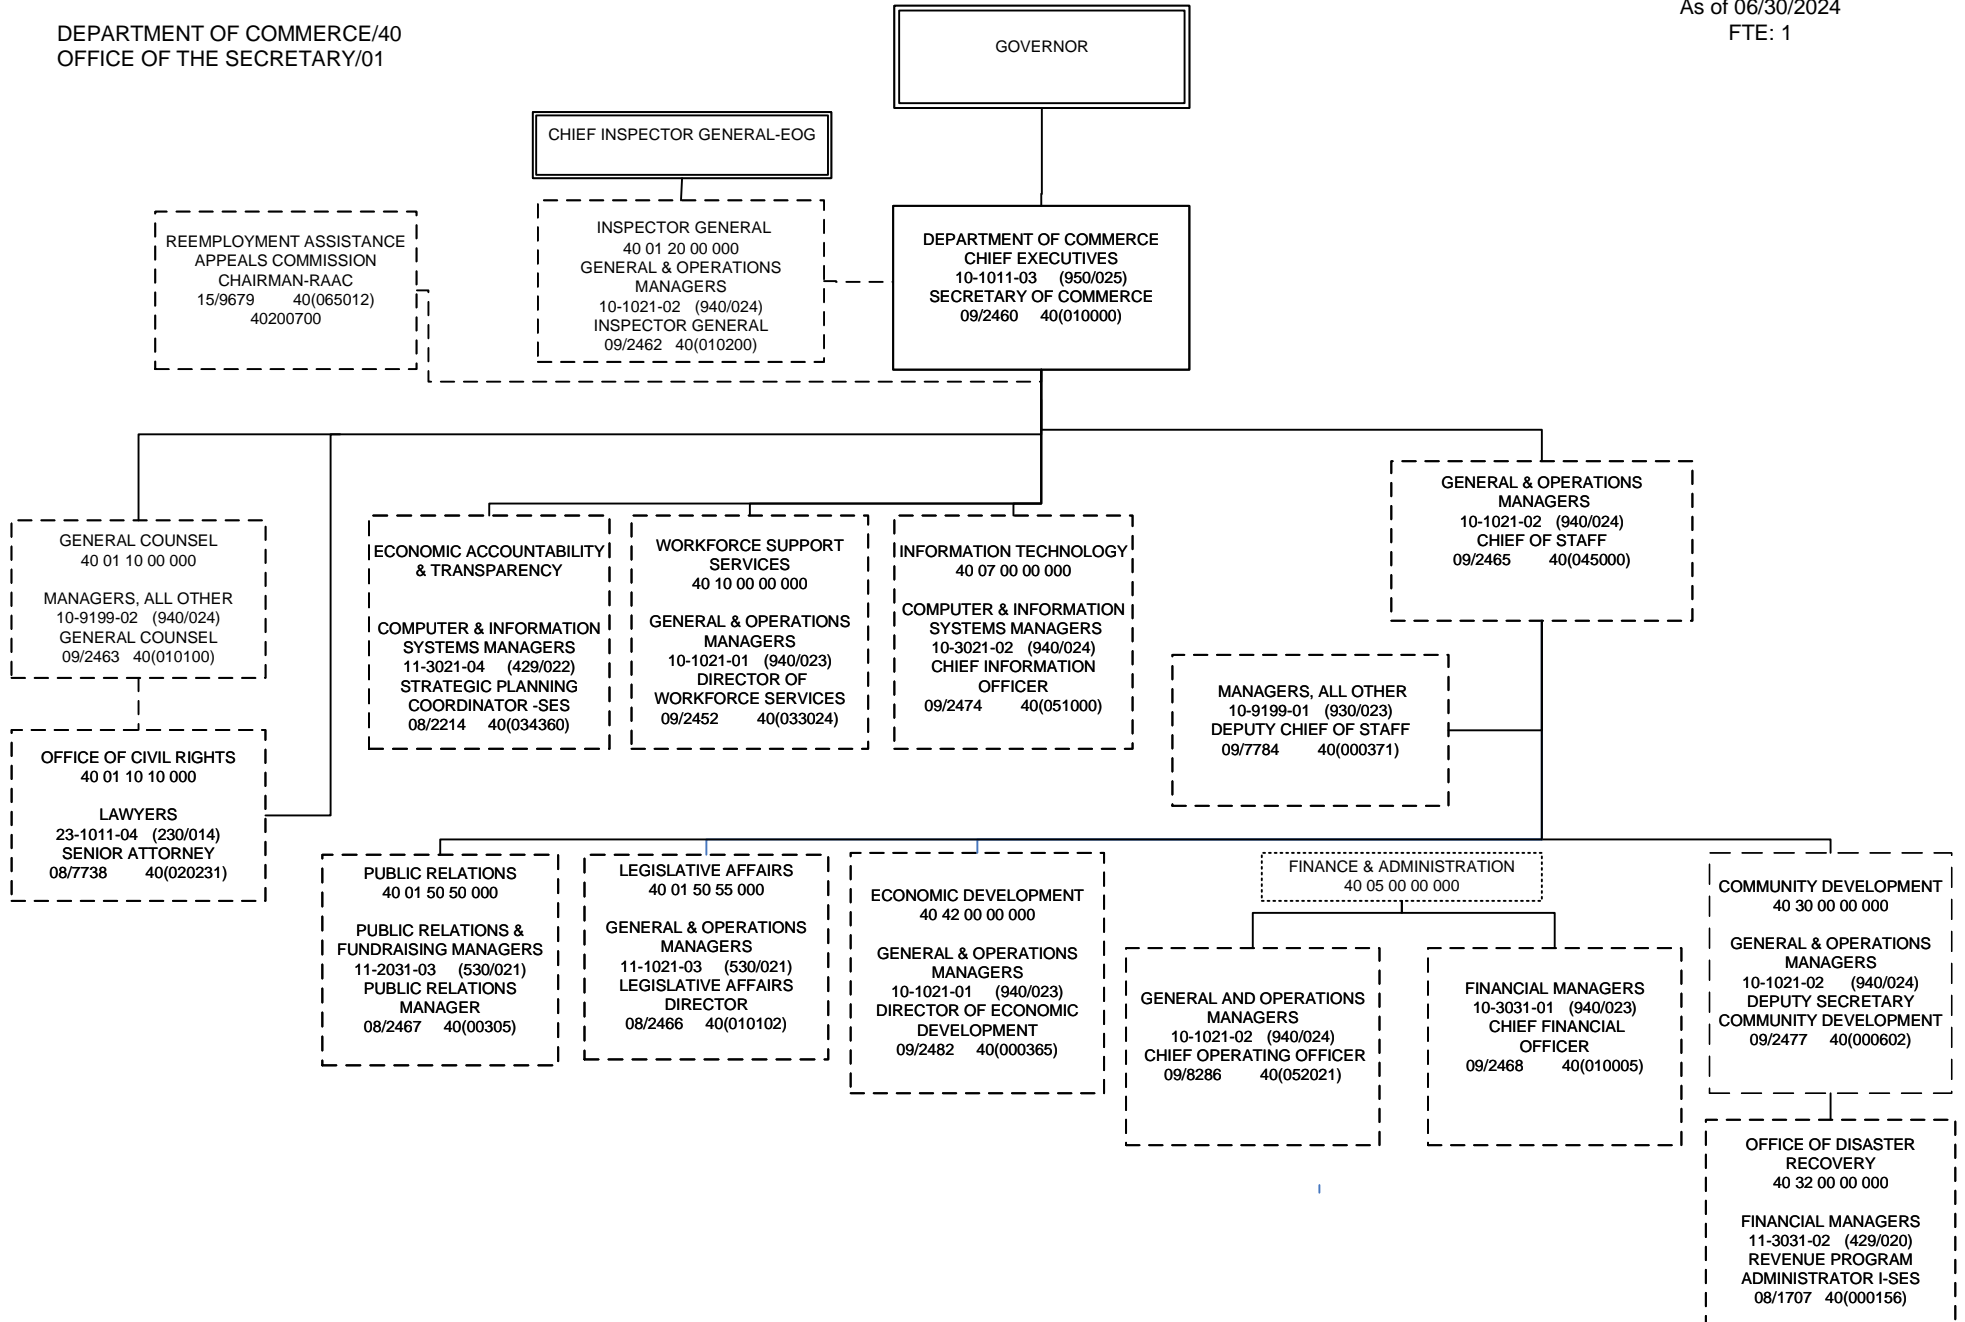 DEPARTMENT OF COMMERCE/40
OFFICE OF THE SECRETARY/01
As of 06/30/2024
FTE: 1
GOVERNOR
CHIEF INSPECTOR GENERAL-EOG
REEMPLOYMENT ASSISTANCE
APPEALS COMMISSION
CHAIRMAN-RAAC
15/9679 40(065012)
40200700
INSPECTOR GENERAL
40 01 20 00 000
GENERAL & OPERATIONS
MANAGERS
10-1021-02 (940/024)
INSPECTOR GENERAL
09/2462 40(010200)
DEPARTMENT OF COMMERCE
CHIEF EXECUTIVES
10-1011-03 (950/025)
SECRETARY OF COMMERCE
09/2460 40(010000)
GENERAL COUNSEL
40 01 10 00 000
MANAGERS, ALL OTHER
10-9199-02 (940/024)
GENERAL COUNSEL
09/2463 40(010100)
OFFICE OF CIVIL RIGHTS
40 01 10 10 000
LAWYERS
23-1011-04 (230/014)
SENIOR ATTORNEY
08/7738 40(020231)
ECONOMIC ACCOUNTABILITY
& TRANSPARENCY
COMPUTER & INFORMATION
SYSTEMS MANAGERS
11-3021-04 (429/022)
STRATEGIC PLANNING
COORDINATOR -SES
08/2214 40(034360)
WORKFORCE SUPPORT
SERVICES
40 10 00 00 000
GENERAL & OPERATIONS
MANAGERS
10-1021-01 (940/023)
DIRECTOR OF
WORKFORCE SERVICES
09/2452 40(033024)
INFORMATION TECHNOLOGY
40 07 00 00 000
COMPUTER & INFORMATION
SYSTEMS MANAGERS
10-3021-02 (940/024)
CHIEF INFORMATION
OFFICER
09/2474 40(051000)
GENERAL & OPERATIONS
MANAGERS
10-1021-02 (940/024)
CHIEF OF STAFF
09/2465 40(045000)
MANAGERS, ALL OTHER
10-9199-01 (930/023)
DEPUTY CHIEF OF STAFF
09/7784 40(000371)
PUBLIC RELATIONS
40 01 50 50 000
PUBLIC RELATIONS &
FUNDRAISING MANAGERS
11-2031-03 (530/021)
PUBLIC RELATIONS
MANAGER
08/2467 40(00305)
LEGISLATIVE AFFAIRS
40 01 50 55 000
GENERAL & OPERATIONS
MANAGERS
11-1021-03 (530/021)
LEGISLATIVE AFFAIRS
DIRECTOR
08/2466 40(010102)
ECONOMIC DEVELOPMENT
40 42 00 00 000
GENERAL & OPERATIONS
MANAGERS
10-1021-01 (940/023)
DIRECTOR OF ECONOMIC
DEVELOPMENT
09/2482 40(000365)
FINANCE & ADMINISTRATION
40 05 00 00 000
GENERAL AND OPERATIONS
MANAGERS
10-1021-02 (940/024)
CHIEF OPERATING OFFICER
09/8286 40(052021)
FINANCIAL MANAGERS
10-3031-01 (940/023)
CHIEF FINANCIAL
OFFICER
09/2468 40(010005)
COMMUNITY DEVELOPMENT
40 30 00 00 000
GENERAL & OPERATIONS
MANAGERS
10-1021-02 (940/024)
DEPUTY SECRETARY
COMMUNITY DEVELOPMENT
09/2477 40(000602)
OFFICE OF DISASTER
RECOVERY
40 32 00 00 000
FINANCIAL MANAGERS
11-3031-02 (429/020)
REVENUE PROGRAM
ADMINISTRATOR I-SES
08/1707 40(000156)